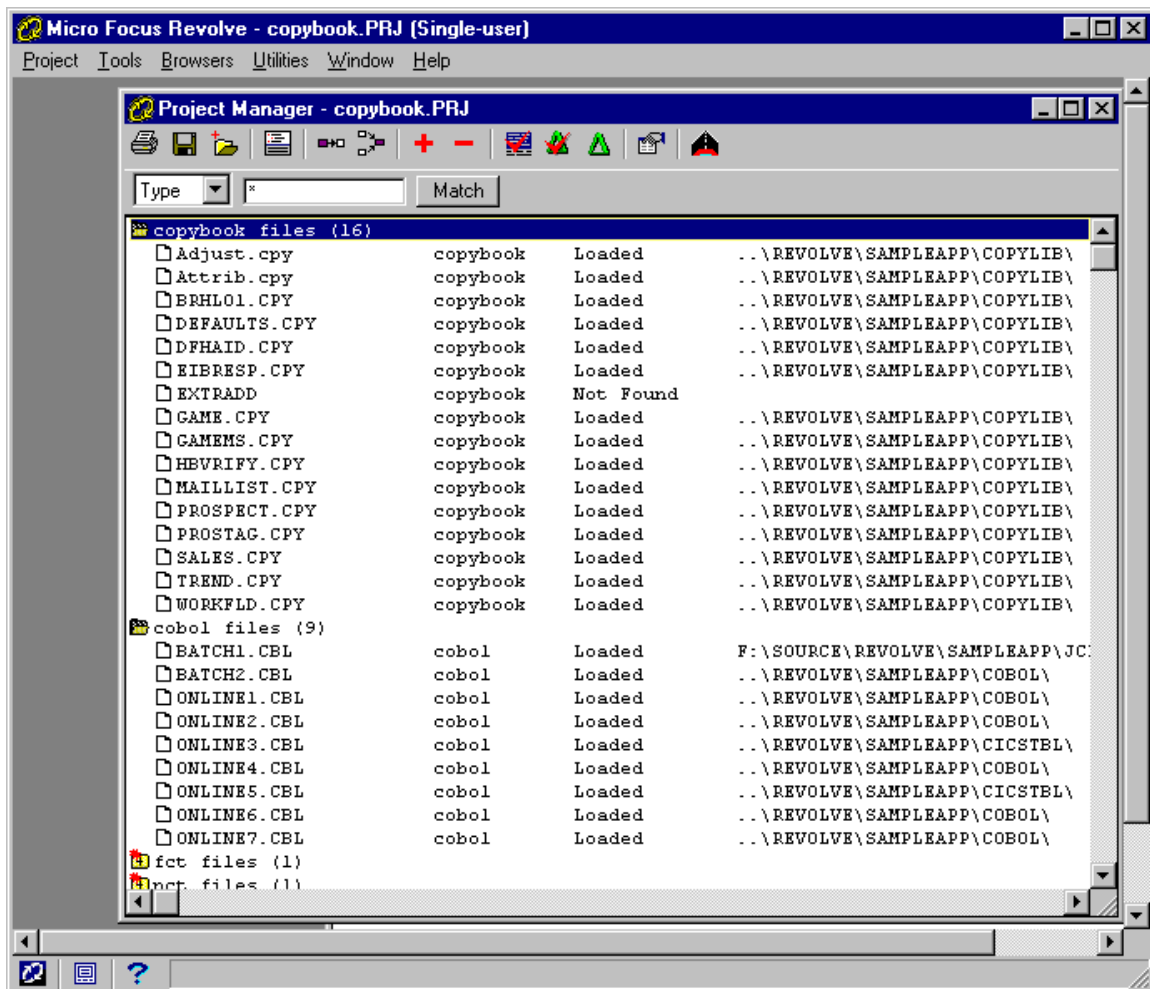 Micro Focus Revolve - copybook.PRJ (Single-user)
Project Tools Browsers Utilities Window Help
Project Manager - copybook.PRJ
Type * Match
copybook files (16)
Adjust.cpy copybook Loaded ..\REVOLVE\SAMPLEAPP\COPYLIB\
Attrib.cpy copybook Loaded ..\REVOLVE\SAMPLEAPP\COPYLIB\
BRHLO1.CPY copybook Loaded ..\REVOLVE\SAMPLEAPP\COPYLIB\
DEFAULTS.CPY copybook Loaded ..\REVOLVE\SAMPLEAPP\COPYLIB\
DFHAID.CPY copybook Loaded ..\REVOLVE\SAMPLEAPP\COPYLIB\
EIBRESP.CPY copybook Loaded ..\REVOLVE\SAMPLEAPP\COPYLIB\
EXTRADD copybook Not Found
GAME.CPY copybook Loaded ..\REVOLVE\SAMPLEAPP\COPYLIB\
GAMEMS.CPY copybook Loaded ..\REVOLVE\SAMPLEAPP\COPYLIB\
HBVRIFY.CPY copybook Loaded ..\REVOLVE\SAMPLEAPP\COPYLIB\
MAILLIST.CPY copybook Loaded ..\REVOLVE\SAMPLEAPP\COPYLIB\
PROSPECT.CPY copybook Loaded ..\REVOLVE\SAMPLEAPP\COPYLIB\
PROSTAG.CPY copybook Loaded ..\REVOLVE\SAMPLEAPP\COPYLIB\
SALES.CPY copybook Loaded ..\REVOLVE\SAMPLEAPP\COPYLIB\
TREND.CPY copybook Loaded ..\REVOLVE\SAMPLEAPP\COPYLIB\
WORKFLD.CPY copybook Loaded ..\REVOLVE\SAMPLEAPP\COPYLIB\
cobol files (9)
BATCH1.CBL cobol Loaded F:\SOURCE\REVOLVE\SAMPLEAPP\JC
BATCH2.CBL cobol Loaded ..\REVOLVE\SAMPLEAPP\COBOL\
ONLINE1.CBL cobol Loaded ..\REVOLVE\SAMPLEAPP\COBOL\
ONLINE2.CBL cobol Loaded ..\REVOLVE\SAMPLEAPP\COBOL\
ONLINE3.CBL cobol Loaded ..\REVOLVE\SAMPLEAPP\CICSTBL\
ONLINE4.CBL cobol Loaded ..\REVOLVE\SAMPLEAPP\COBOL\
ONLINE5.CBL cobol Loaded ..\REVOLVE\SAMPLEAPP\CICSTBL\
ONLINE6.CBL cobol Loaded ..\REVOLVE\SAMPLEAPP\COBOL\
ONLINE7.CBL cobol Loaded ..\REVOLVE\SAMPLEAPP\COBOL\
fct files (1)
files (1)